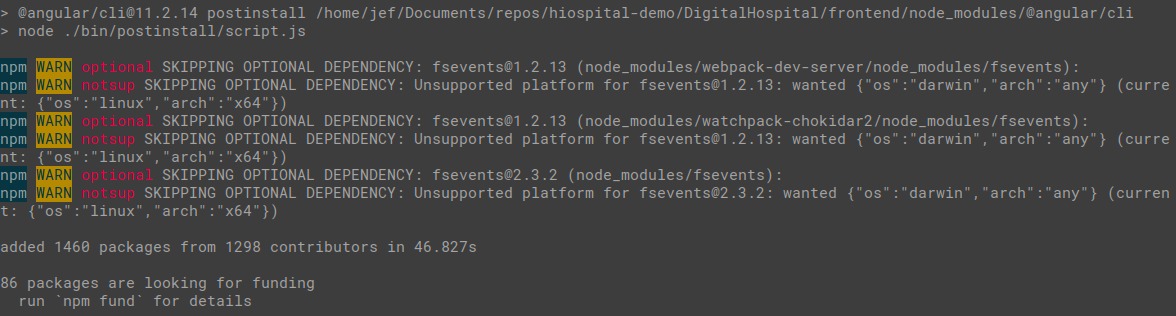 > @angular/cli@11.2.14 postinstall /home/jef/Documents/repos/hiospital-demo/DigitalHospital/frontend/node_modules/@angular/cli
> node ./bin/postinstall/script.js
npm WARN optional SKIPPING OPTIONAL DEPENDENCY: fsevents@1.2.13 (node_modules/webpack-dev-server/node_modules/fsevents):
npm WARN notsup SKIPPING OPTIONAL DEPENDENCY: Unsupported platform for fsevents@1.2.13: wanted {"os":"darwin","arch":"any"} (curre
nt: {"os":"linux","arch":"x64"})
npm WARN optional SKIPPING OPTIONAL DEPENDENCY: fsevents@1.2.13 (node_modules/watchpack-chokidar2/node_modules/fsevents):
npm WARN notsup SKIPPING OPTIONAL DEPENDENCY: Unsupported platform for fsevents@1.2.13: wanted {"os":"darwin","arch":"any"} (curre
nt: {"os":"linux","arch":"x64"})
npm WARN optional SKIPPING OPTIONAL DEPENDENCY: fsevents@2.3.2 (node_modules/fsevents):
npm WARN notsup SKIPPING OPTIONAL DEPENDENCY: Unsupported platform for fsevents@2.3.2: wanted {"os":"darwin","arch":"any"} (curren
t: {"os":"linux","arch":"x64"})
added 1460 packages from 1298 contributors in 46.827s
86 packages are looking for funding
  run `npm fund` for details